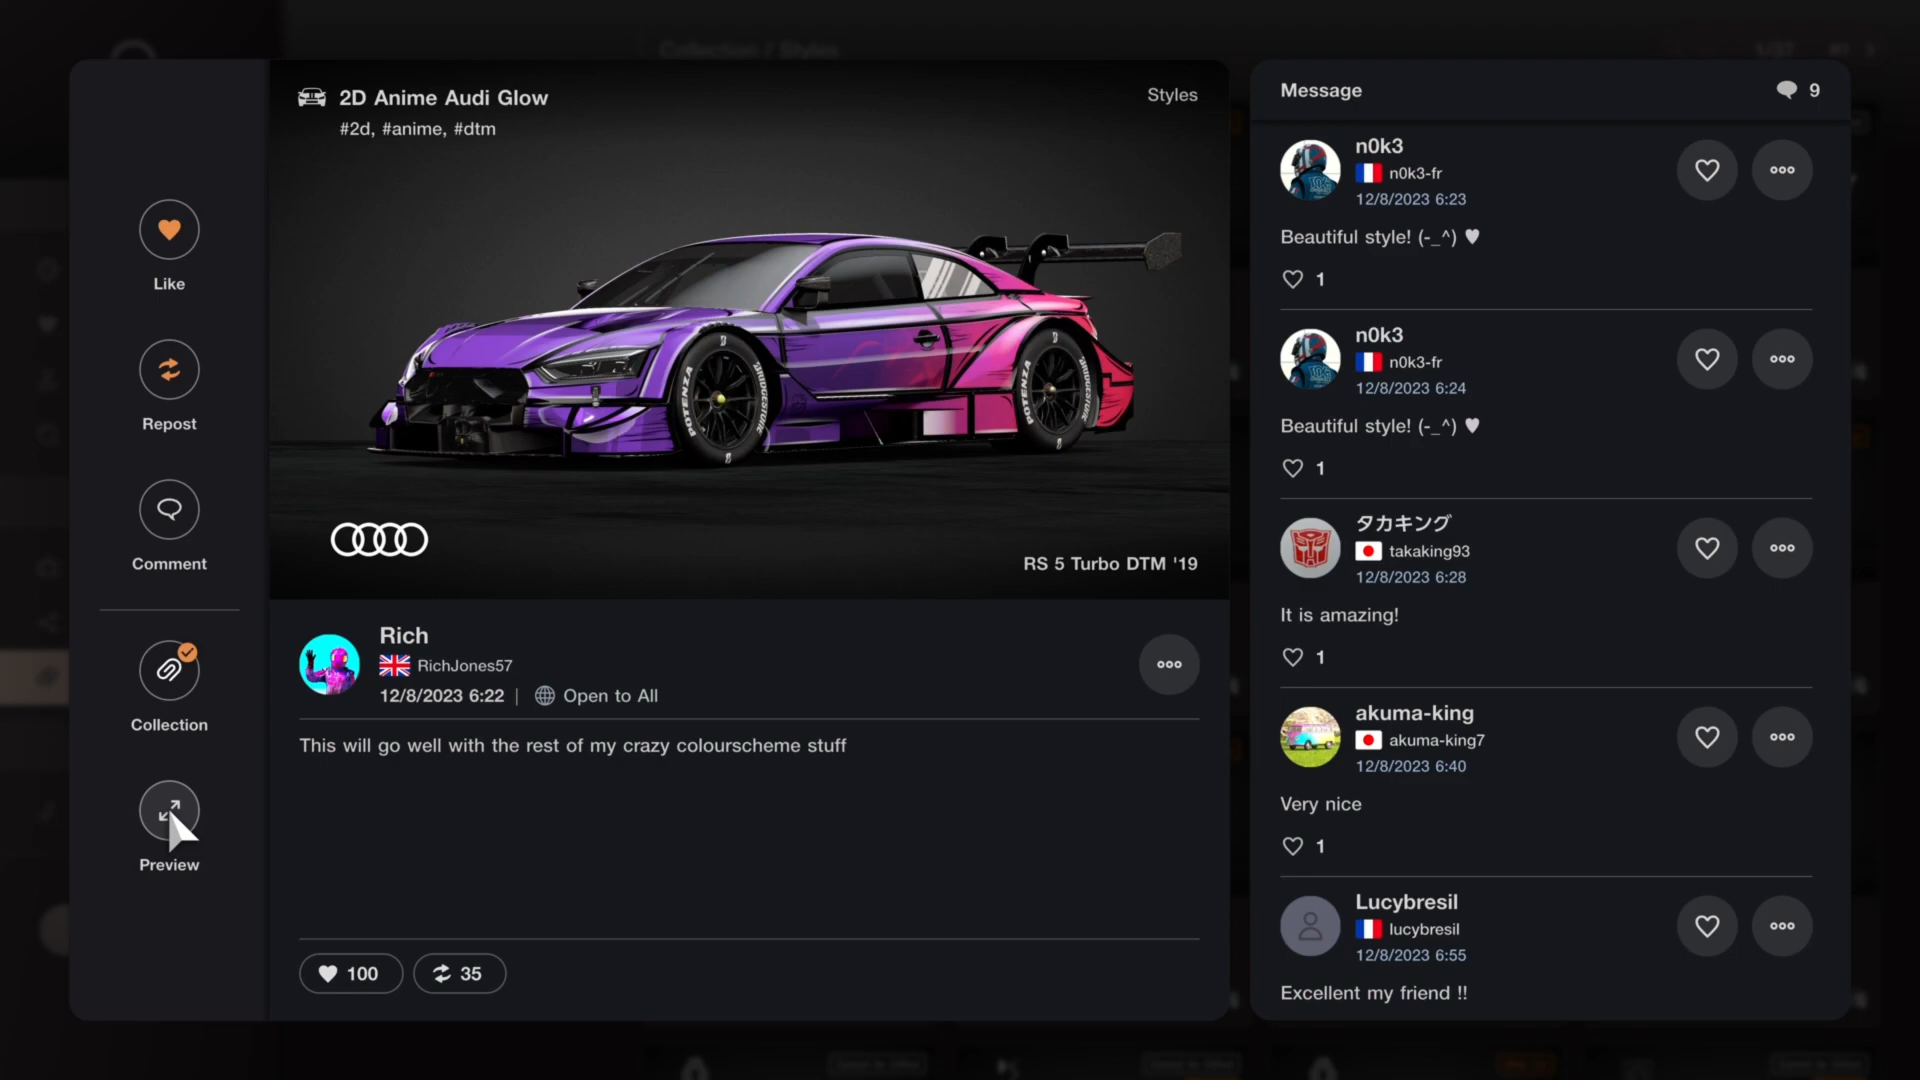 Collection / Styles
2D Anime Audi Glow
#2d, #anime, #dtm
Styles
POTENZA
BRIDGESTONE
RS 5 Turbo DTM '19
Like
Repost
Comment
Collection
Preview
Rich
RichJones57
12/8/2023 6:22 | Open to All
This will go well with the rest of my crazy colourscheme stuff
100
35
Message
9
n0k3
n0k3-fr
12/8/2023 6:23
Beautiful style! (-_^) ♥
1
n0k3
n0k3-fr
12/8/2023 6:24
Beautiful style! (-_^) ♥
1
タカキング
takaking93
12/8/2023 6:28
It is amazing!
1
akuma-king
akuma-king7
12/8/2023 6:40
Very nice
1
Lucybresil
lucybresil
12/8/2023 6:55
Excellent my friend !!